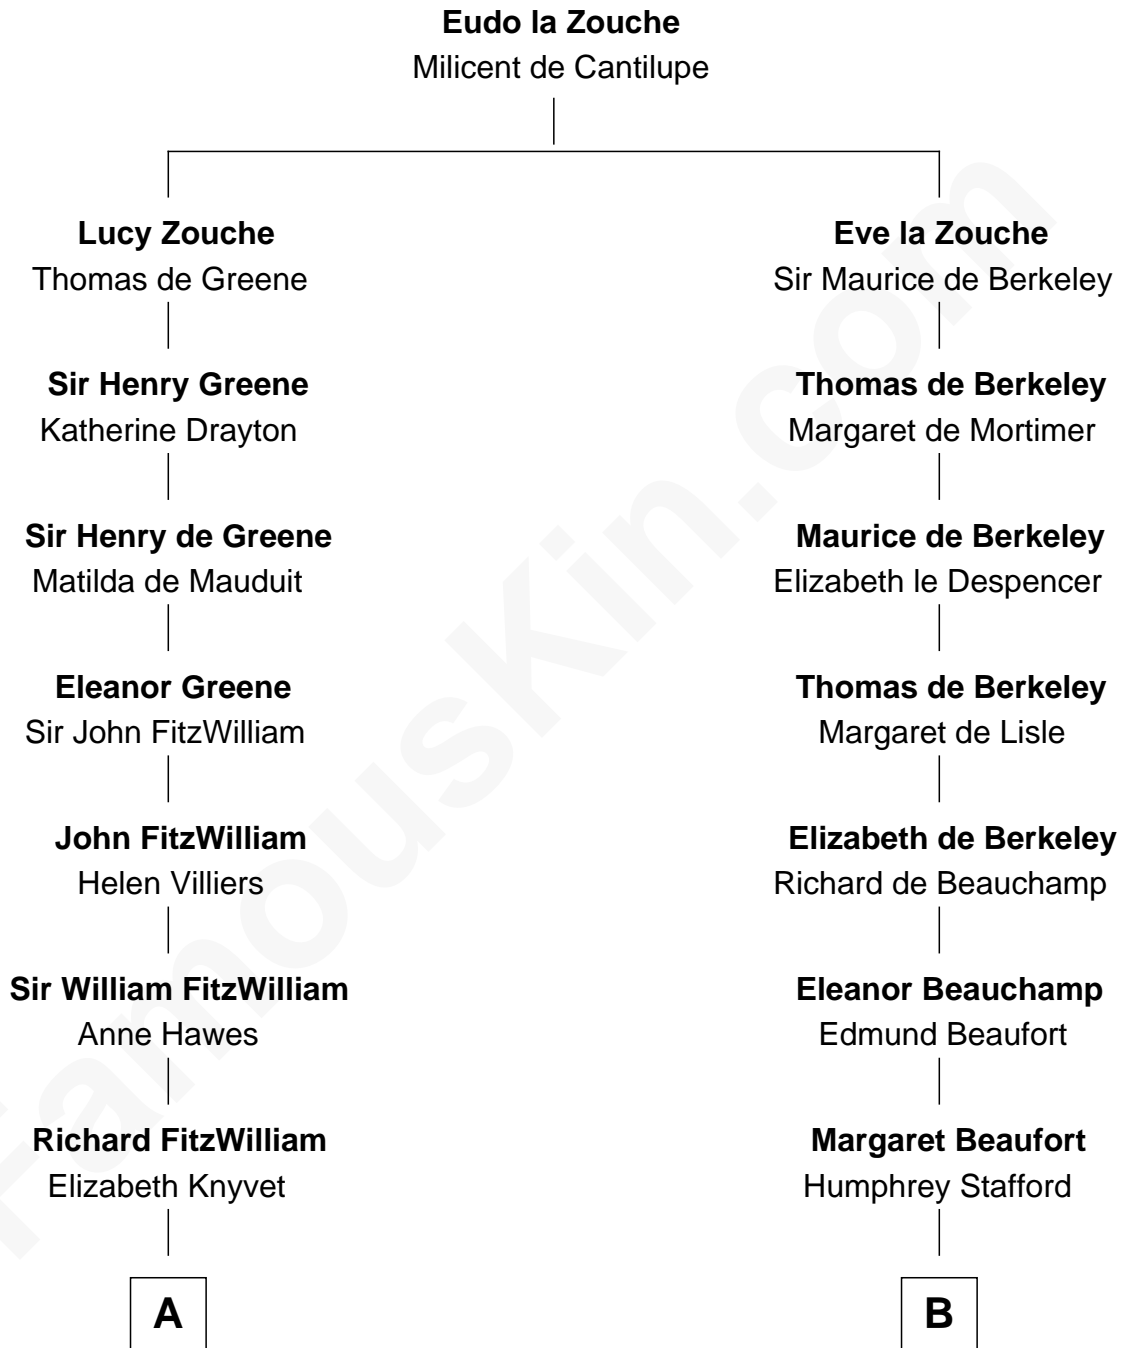 Eudo la Zouche
Milicent de Cantilupe
Lucy Zouche
Thomas de Greene
Eve la Zouche
Sir Maurice de Berkeley
Sir Henry Greene
Katherine Drayton
Thomas de Berkeley
Margaret de Mortimer
Sir Henry de Greene
Matilda de Mauduit
Maurice de Berkeley
Elizabeth le Despencer
Eleanor Greene
Sir John FitzWilliam
Thomas de Berkeley
Margaret de Lisle
John FitzWilliam
Helen Villiers
Elizabeth de Berkeley
Richard de Beauchamp
Sir William FitzWilliam
Anne Hawes
Eleanor Beauchamp
Edmund Beaufort
Richard FitzWilliam
Elizabeth Knyvet
Margaret Beaufort
Humphrey Stafford
A
B
FamousKin.com